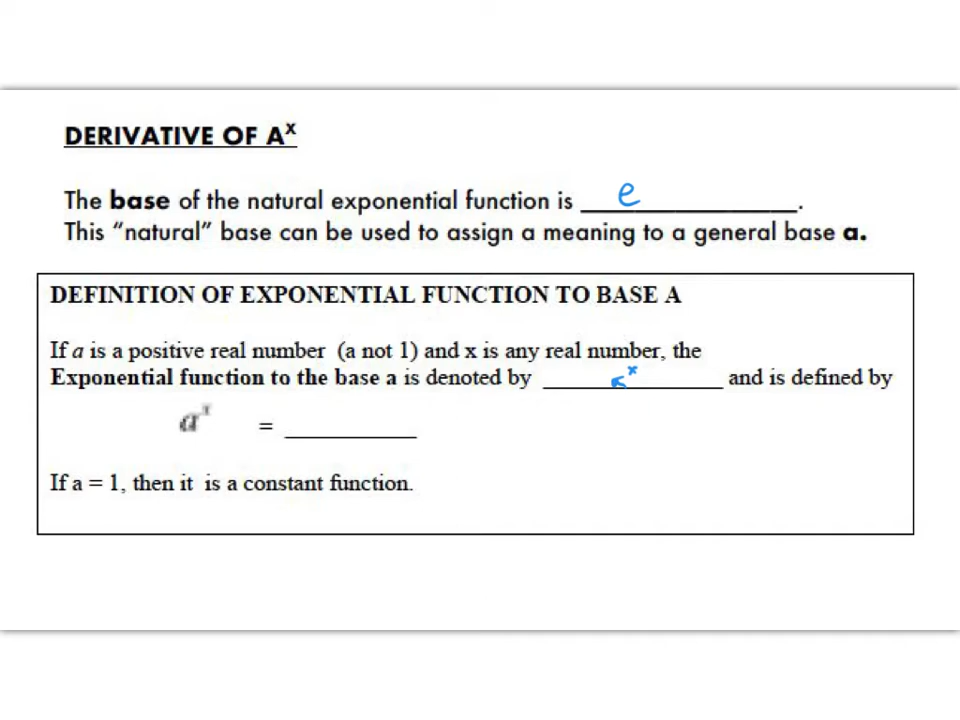 DERIVATIVE OF Aˣ
The base of the natural exponential function is e.
This “natural” base can be used to assign a meaning to a general base a.
DEFINITION OF EXPONENTIAL FUNCTION TO BASE A
If a is a positive real number (a not 1) and x is any real number, the
Exponential function to the base a is denoted by ˣ and is defined by
aˣ = ________
If a = 1, then it is a constant function.